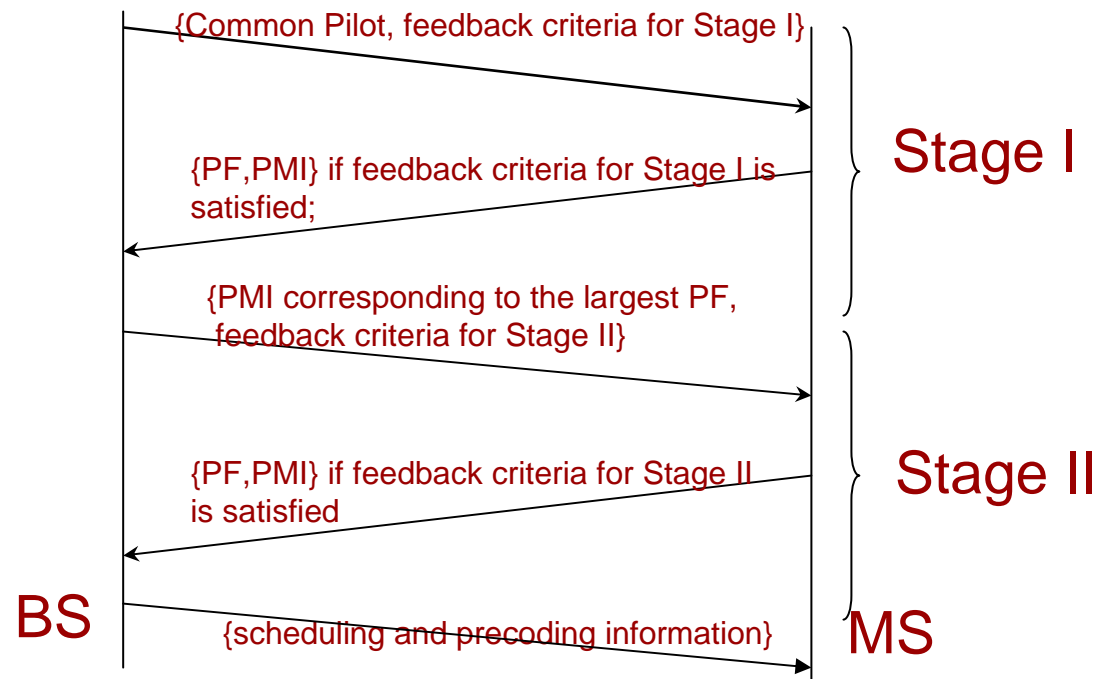 {Common Pilot, feedback criteria for Stage I}
Stage I
{PF,PMI} if feedback criteria for Stage I is
satisfied;
{PMI corresponding to the largest PF,
feedback criteria for Stage II}
{PF,PMI} if feedback criteria for Stage II
is satisfied
Stage II
BS
{scheduling and precoding information}
MS